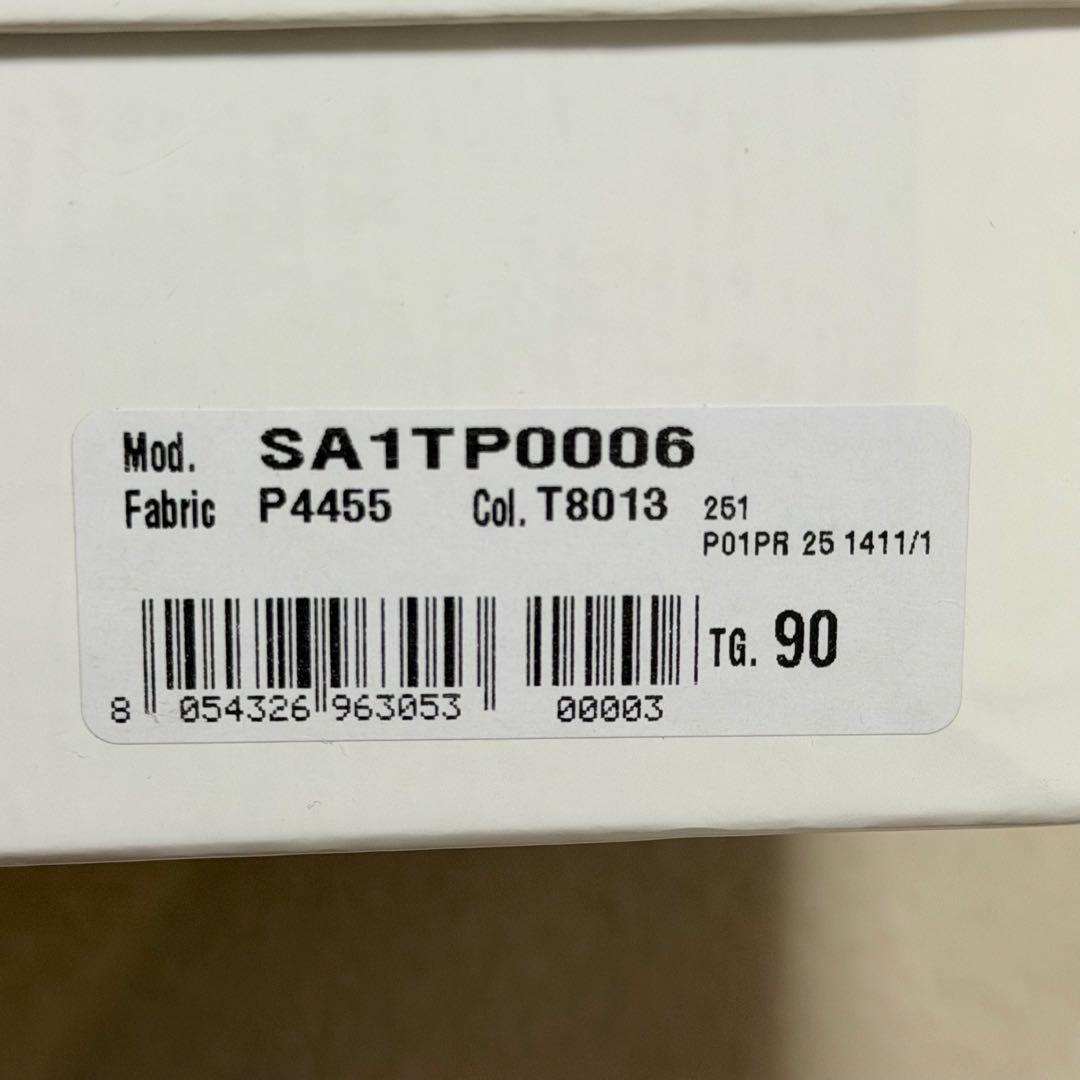 Mod. SA1TP0006
Fabric P4455 Col. T8013 251
P01PR 25 1411/1
TG. 90
8 054326 963053 00003